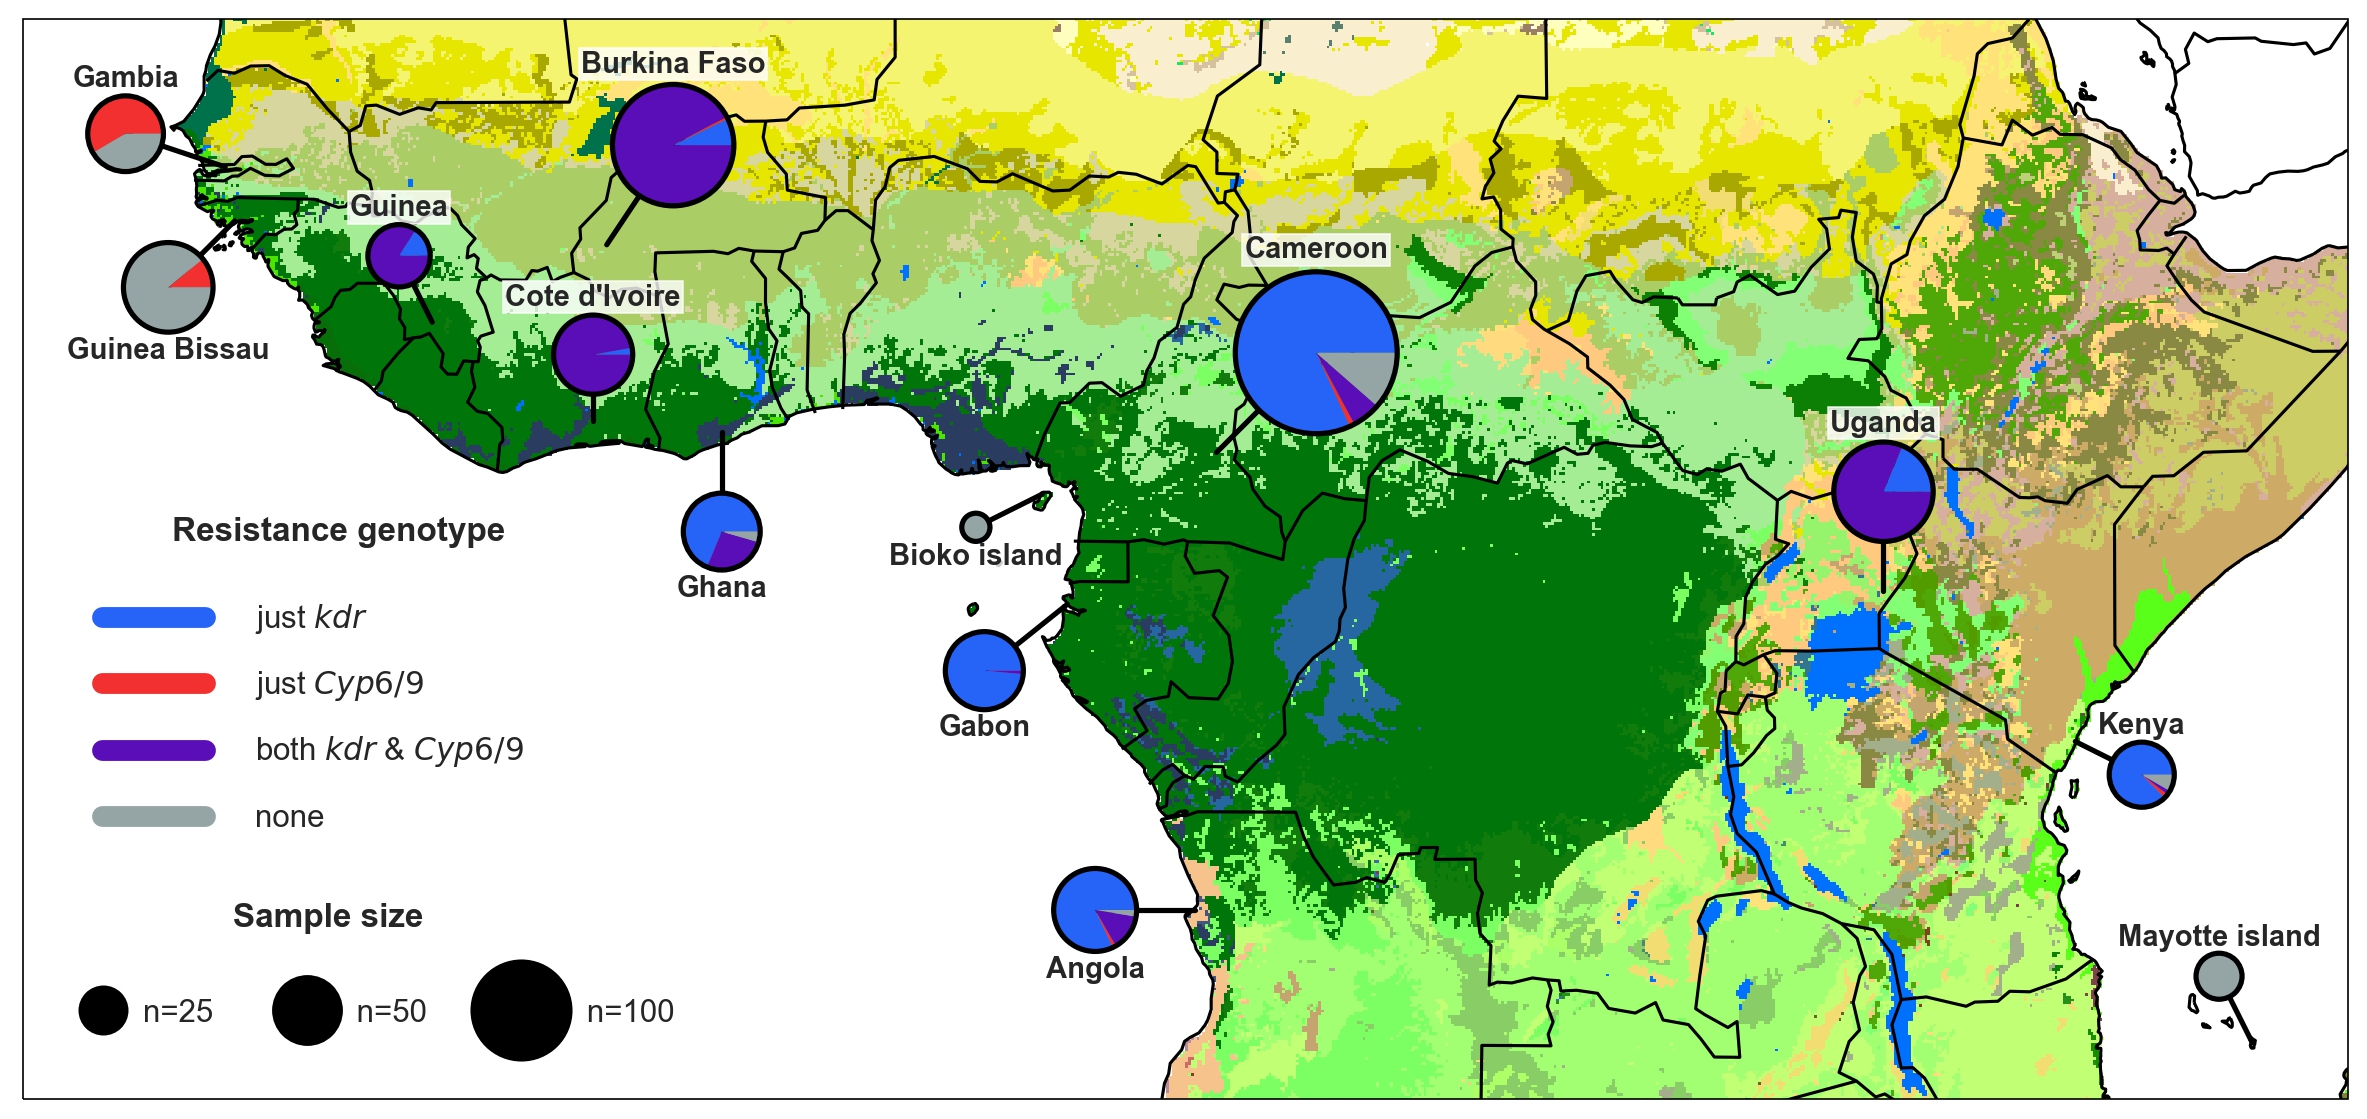 Gambia
Burkina Faso
Guinea
Cameroon
Cote d'Ivoire
Guinea Bissau
Uganda
Resistance genotype
Bioko island
Ghana
just kdr
just Cyp6/9
Gabon
Kenya
both kdr & Cyp6/9
none
Sample size
Mayotte island
Angola
n=25
n=50
n=100